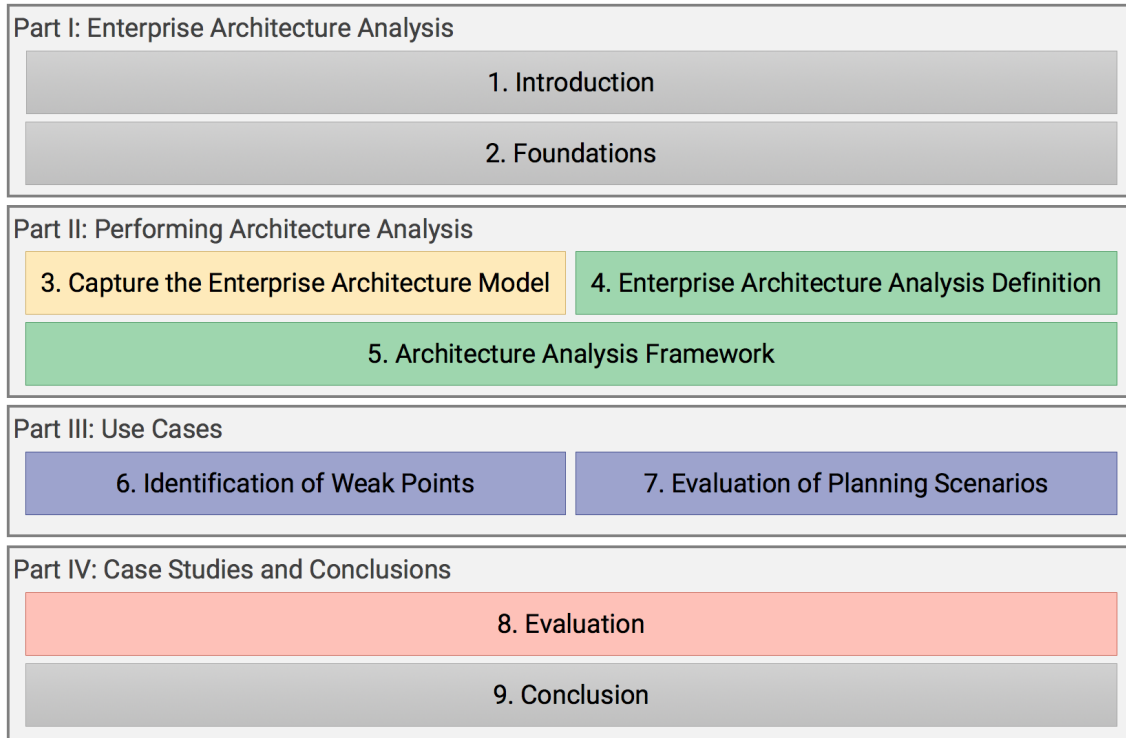 Part I: Enterprise Architecture Analysis
1. Introduction
2. Foundations
Part II: Performing Architecture Analysis
3. Capture the Enterprise Architecture Model
4. Enterprise Architecture Analysis Definition
5. Architecture Analysis Framework
Part III: Use Cases
6. Identification of Weak Points
7. Evaluation of Planning Scenarios
Part IV: Case Studies and Conclusions
8. Evaluation
9. Conclusion